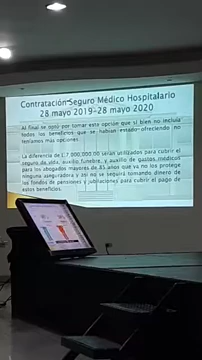 Contratación Seguro Médico Hospitalario
28 mayo 2019-28 mayo 2020
Al final se optó por tomar esta opción que si bien no incluía
todos los beneficios que se habían estado ofreciendo no
teníamos más opciones.
La diferencia de L.7,000,000.00 serían utilizados para cubrir el
seguro de vida, auxilio funebre, y auxilio de gastos médicos
para los abogados mayores de 85 años que ya no los protege
ninguna aseguradora y así no se seguirá tomando dinero de
los fondos de pensiones y jubilaciones para cubrir el pago de
estos beneficios.